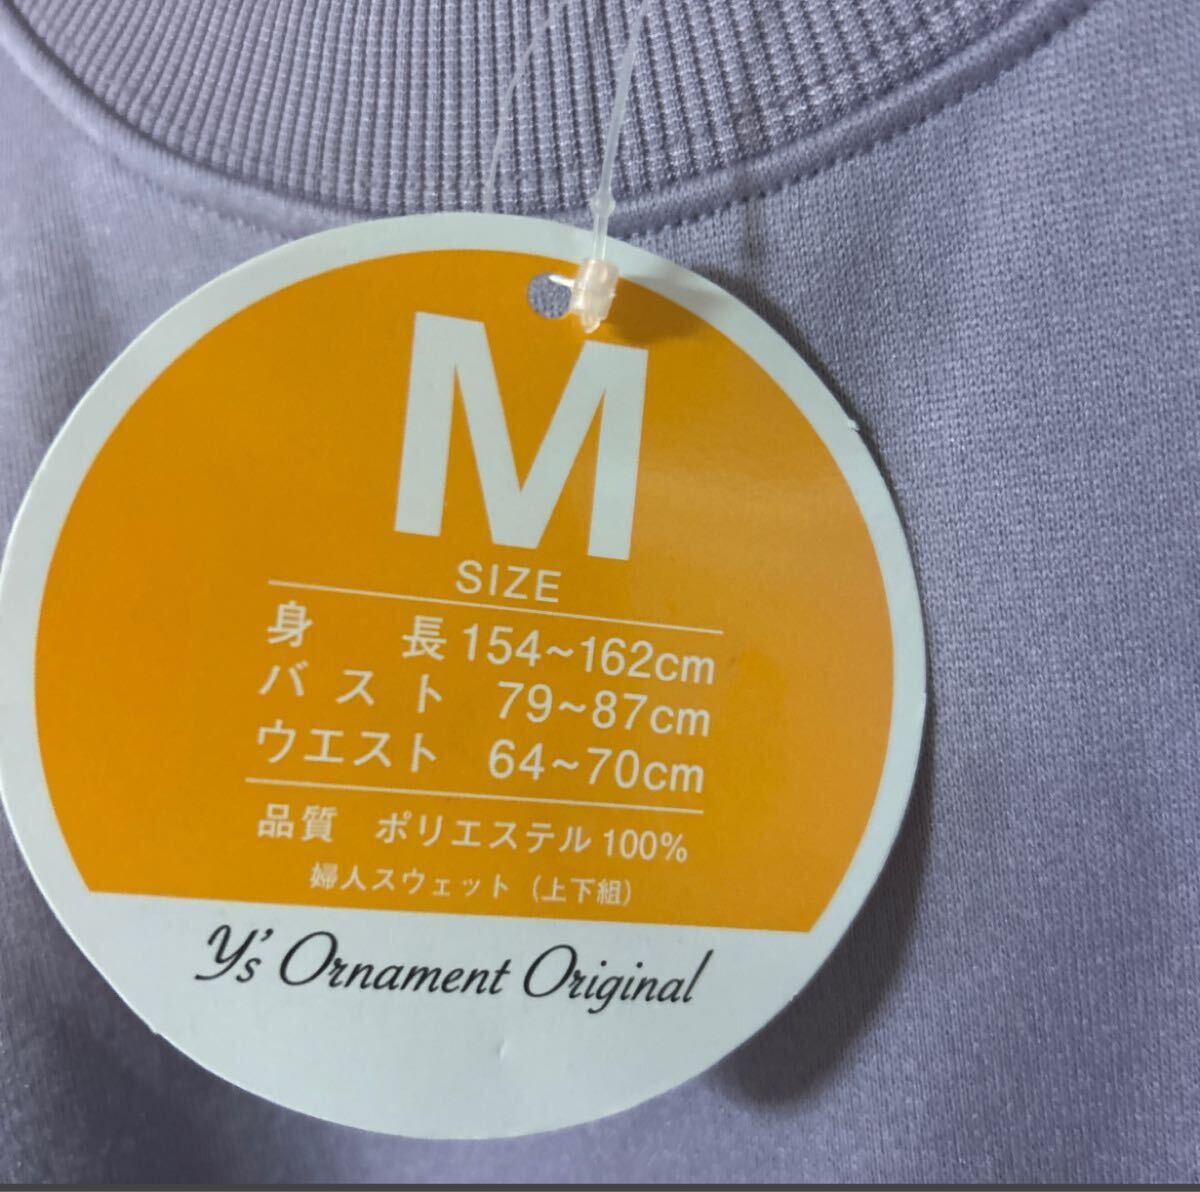 M
SIZE
身長 154~162cm
バスト 79~87cm
ウエスト 64~70cm
品質 ポリエステル 100%
婦人スウェット (上下組)
Y's Ornament Original